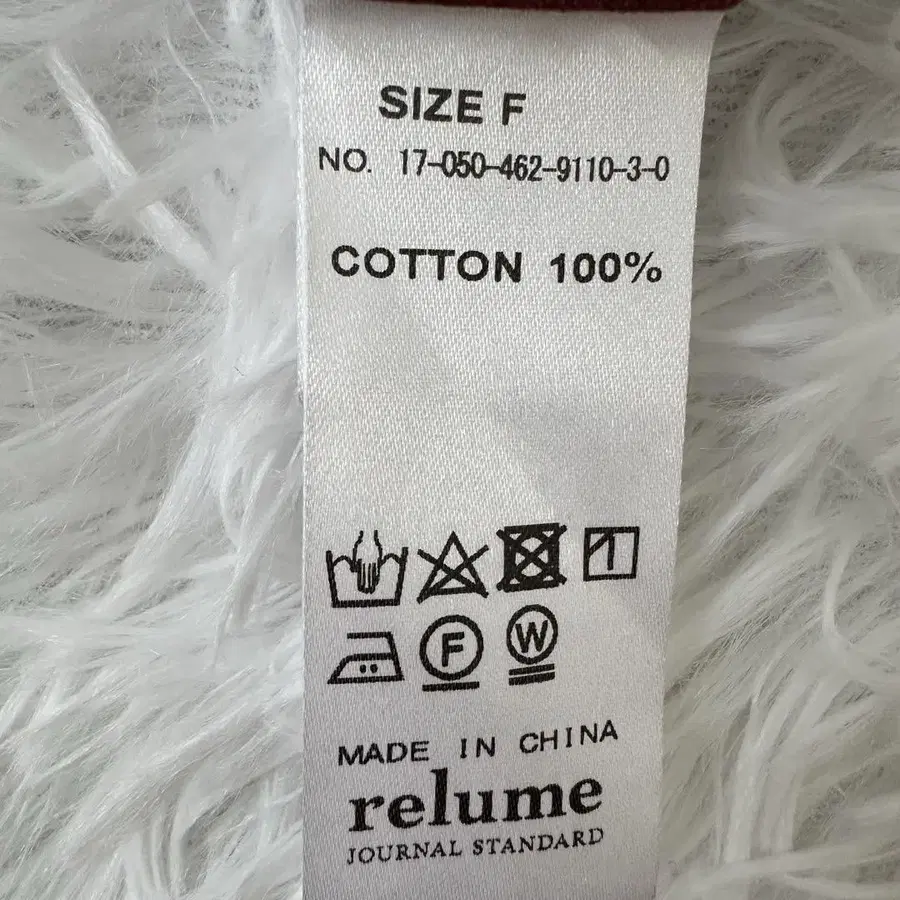 SIZE F
NO. 17-050-462-9110-3-0
COTTON 100%
F W
MADE IN CHINA
relume
JOURNAL STANDARD